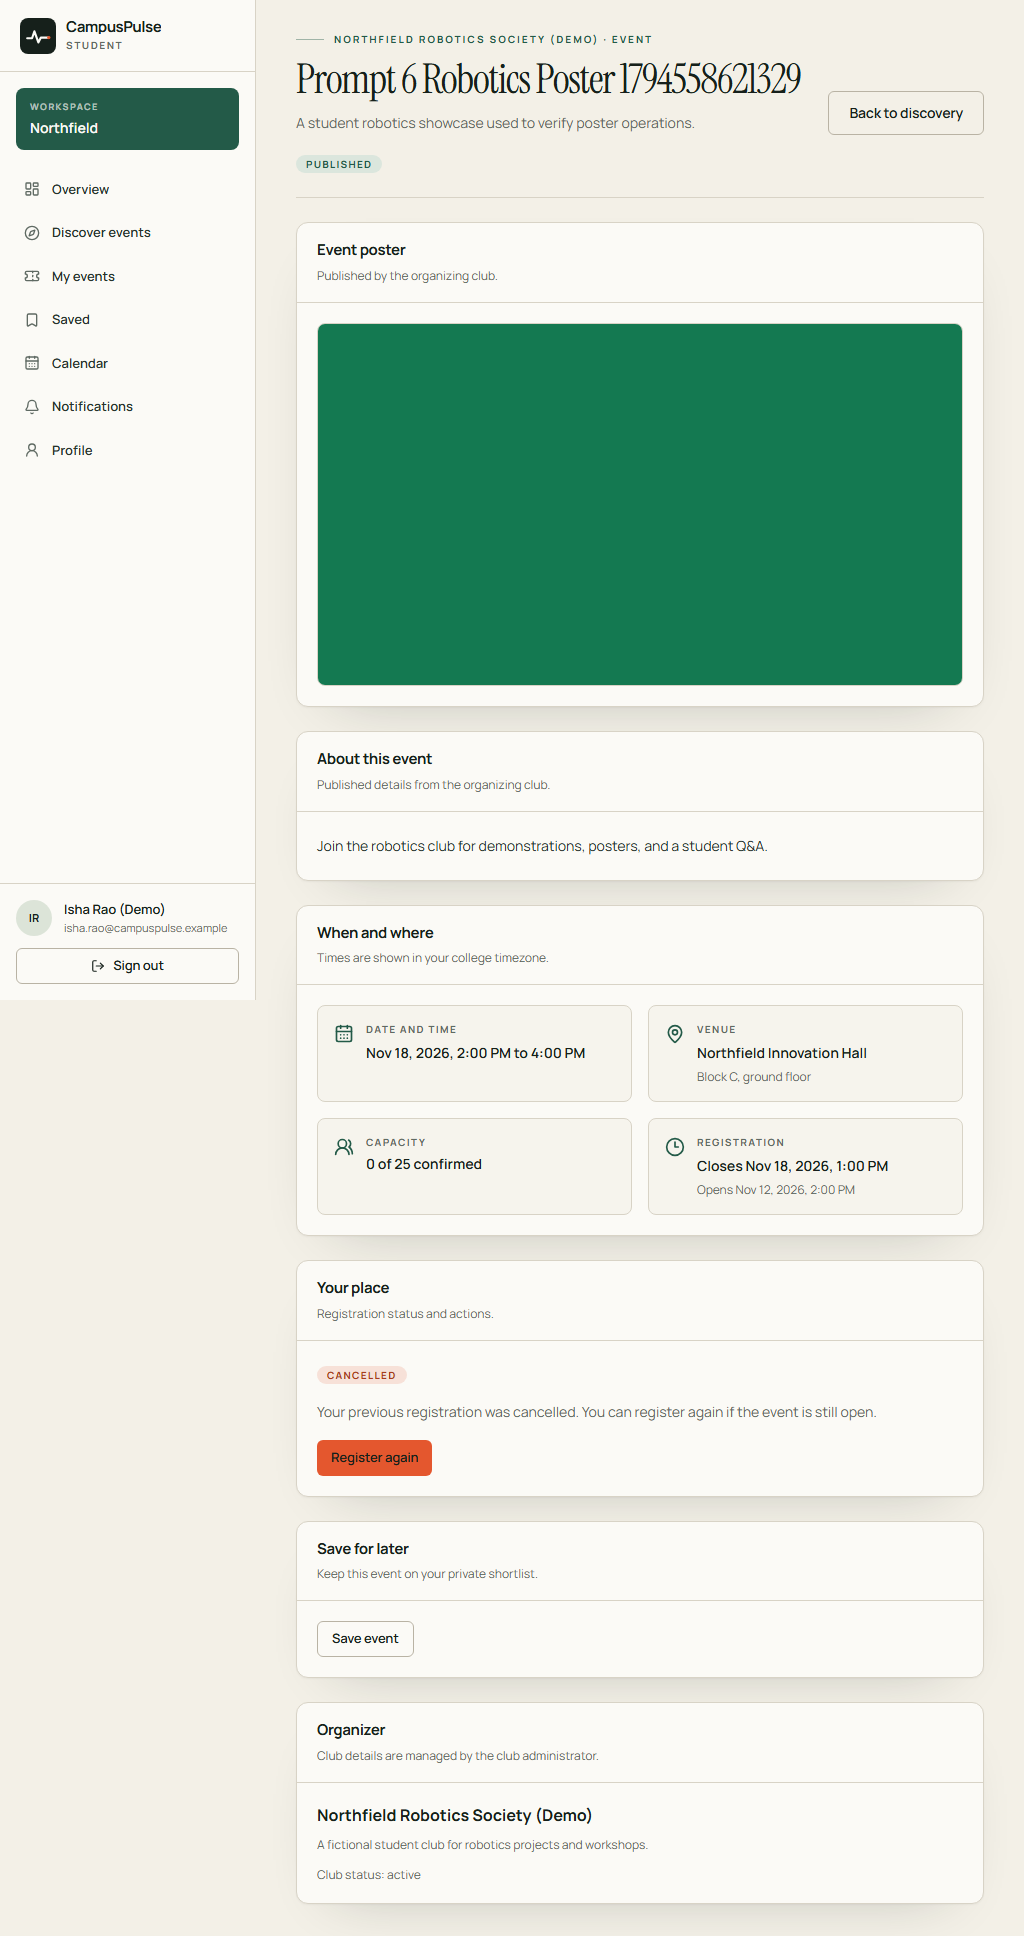 CampusPulse
STUDENT
WORKSPACE
Northfield
Overview
Discover events
My events
Saved
Calendar
Notifications
Profile
IR
Isha Rao (Demo)
isha.rao@campuspulse.example
Sign out
NORTHFIELD ROBOTICS SOCIETY (DEMO) · EVENT
Prompt 6 Robotics Poster 1794558621329
A student robotics showcase used to verify poster operations.
PUBLISHED
Back to discovery
Event poster
Published by the organizing club.
About this event
Published details from the organizing club.
Join the robotics club for demonstrations, posters, and a student Q&A.
When and where
Times are shown in your college timezone.
DATE AND TIME
Nov 18, 2026, 2:00 PM to 4:00 PM
VENUE
Northfield Innovation Hall
Block C, ground floor
CAPACITY
0 of 25 confirmed
REGISTRATION
Closes Nov 18, 2026, 1:00 PM
Opens Nov 12, 2026, 2:00 PM
Your place
Registration status and actions.
CANCELLED
Your previous registration was cancelled. You can register again if the event is still open.
Register again
Save for later
Keep this event on your private shortlist.
Save event
Organizer
Club details are managed by the club administrator.
Northfield Robotics Society (Demo)
A fictional student club for robotics projects and workshops.
Club status: active